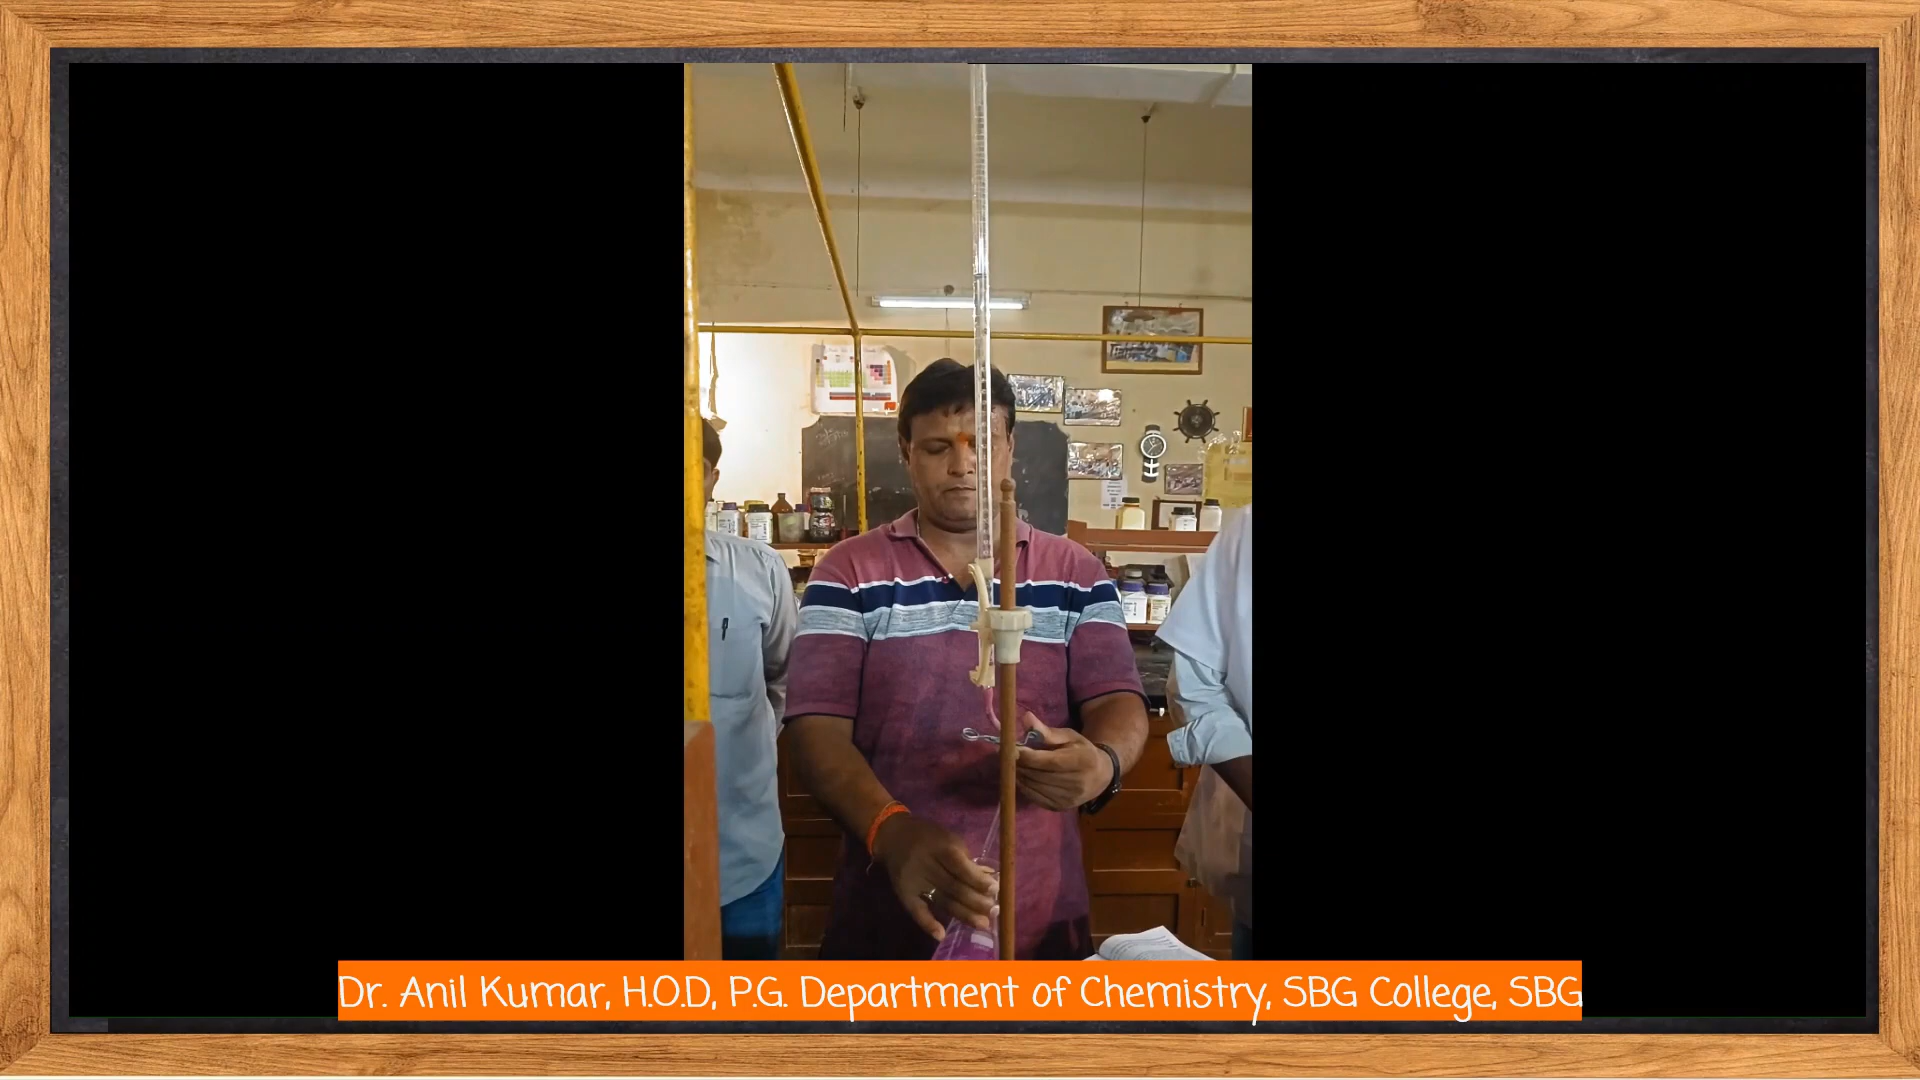 Dr. Anil Kumar, H.O.D, P.G. Department of Chemistry, SBG College, SBG